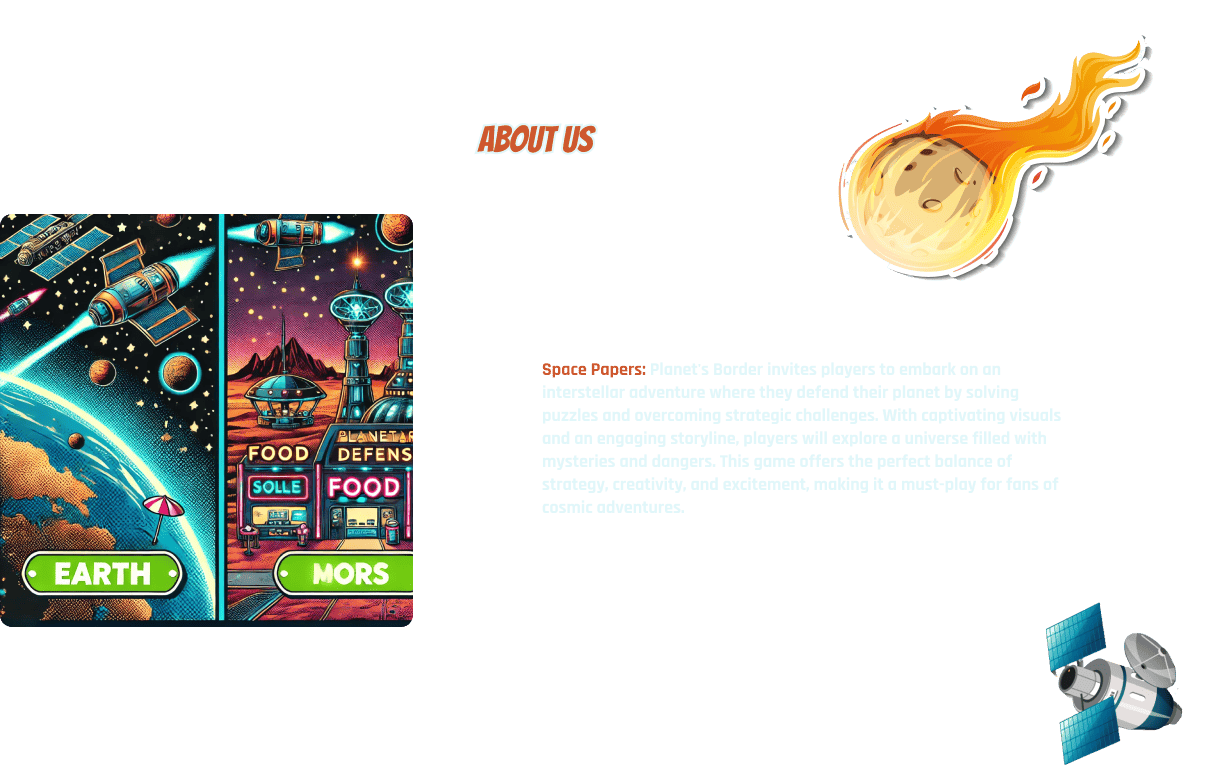 ABOUT US
PLANETAR
FOOD DEFENS
SOLLE FOOD
EARTH MORS
Space Papers: Planet's Border invites players to embark on an
interstellar adventure where they defend their planet by solving
puzzles and overcoming strategic challenges. With captivating visuals
and an engaging storyline, players will explore a universe filled with
mysteries and dangers. This game offers the perfect balance of
strategy, creativity, and excitement, making it a must-play for fans of
cosmic adventures.